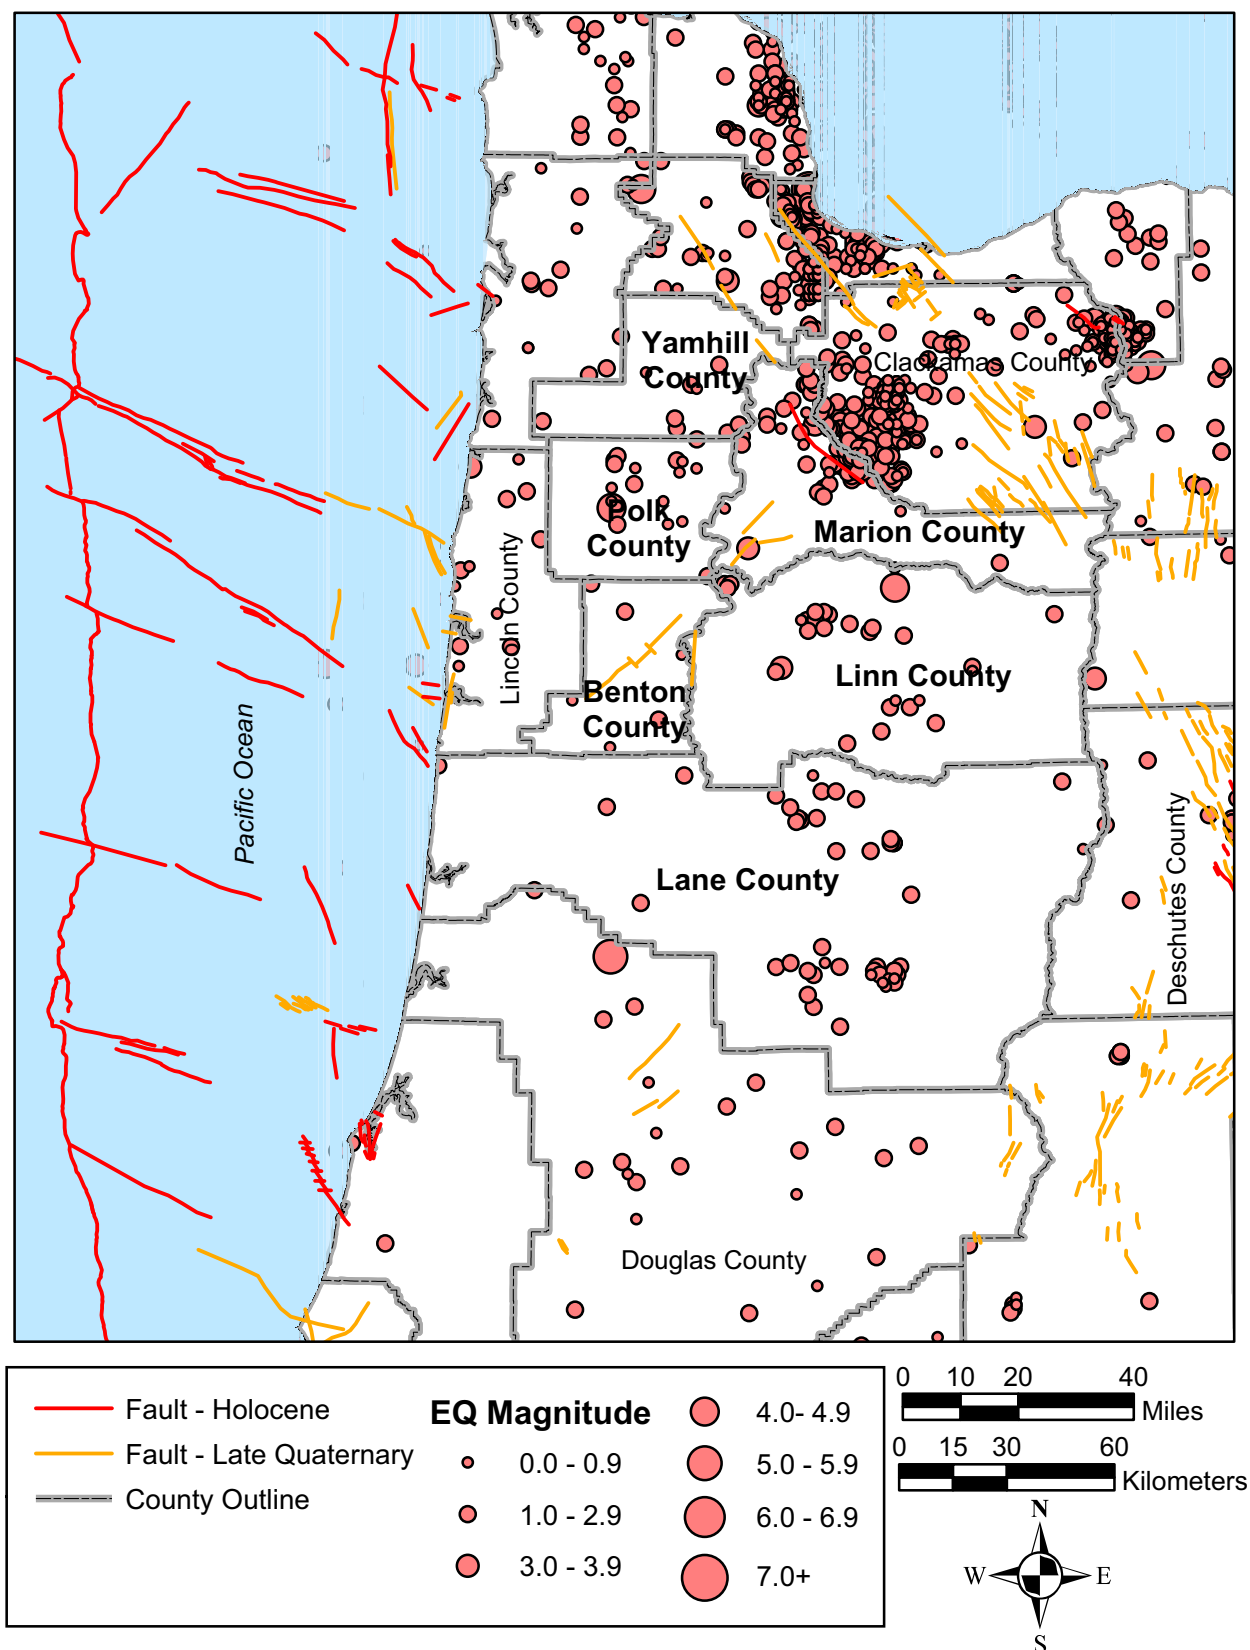 Yamhill
County
Clackamas County
Polk
County
Marion County
Lincoln County
Linn County
Benton
County
Pacific Ocean
Lane County
Deschutes County
Douglas County
Fault - Holocene
Fault - Late Quaternary
County Outline
EQ Magnitude
0.0 - 0.9
1.0 - 2.9
3.0 - 3.9
4.0- 4.9
5.0 - 5.9
6.0 - 6.9
7.0+
0 10 20 40
Miles
0 15 30 60
Kilometers
N
W E
S